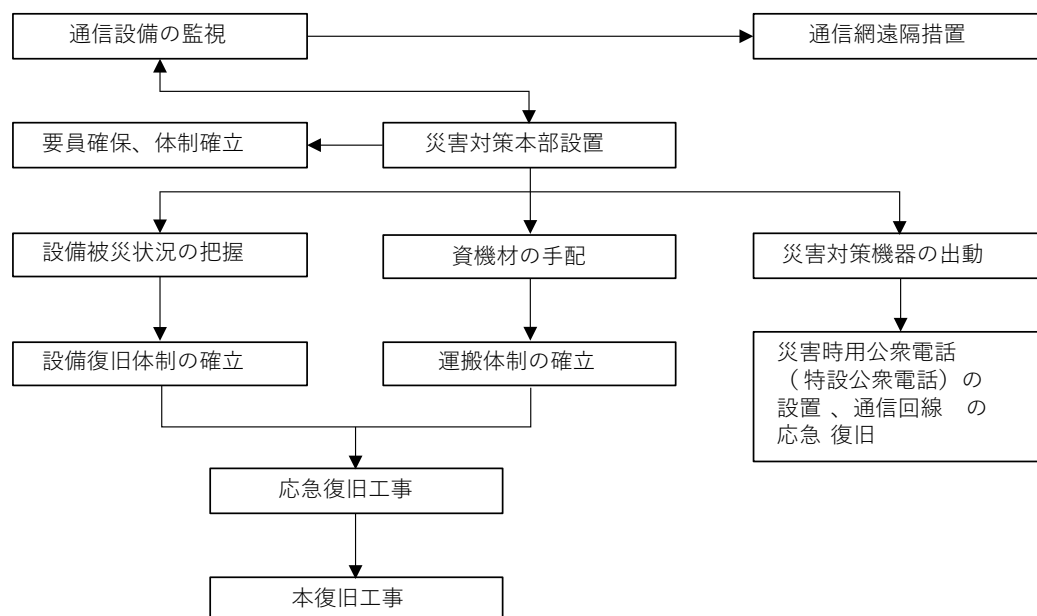 通信設備の監視
通信網遠隔措置
要員確保、体制確立
災害対策本部設置
設備被災状況の把握
資機材の手配
災害対策機器の出動
設備復旧体制の確立
運搬体制の確立
災害時用公衆電話
（特設公衆電話）の
設置 、通信回線　の
応急 復旧
応急復旧工事
本復旧工事